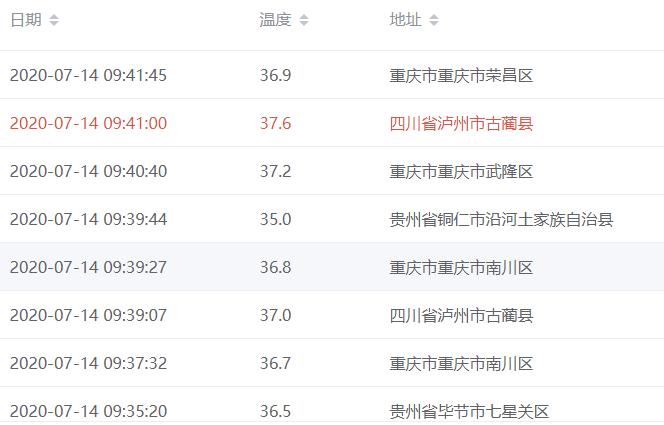 日期 温度 地址
2020-07-14 09:41:45 36.9 重庆市重庆市荣昌区
2020-07-14 09:41:00 37.6 四川省泸州市古蔺县
2020-07-14 09:40:40 37.2 重庆市重庆市武隆区
2020-07-14 09:39:44 35.0 贵州省铜仁市沿河土家族自治县
2020-07-14 09:39:27 36.8 重庆市重庆市南川区
2020-07-14 09:39:07 37.0 四川省泸州市古蔺县
2020-07-14 09:37:32 36.7 重庆市重庆市南川区
2020-07-14 09:35:20 36.5 贵州省毕节市七星关区